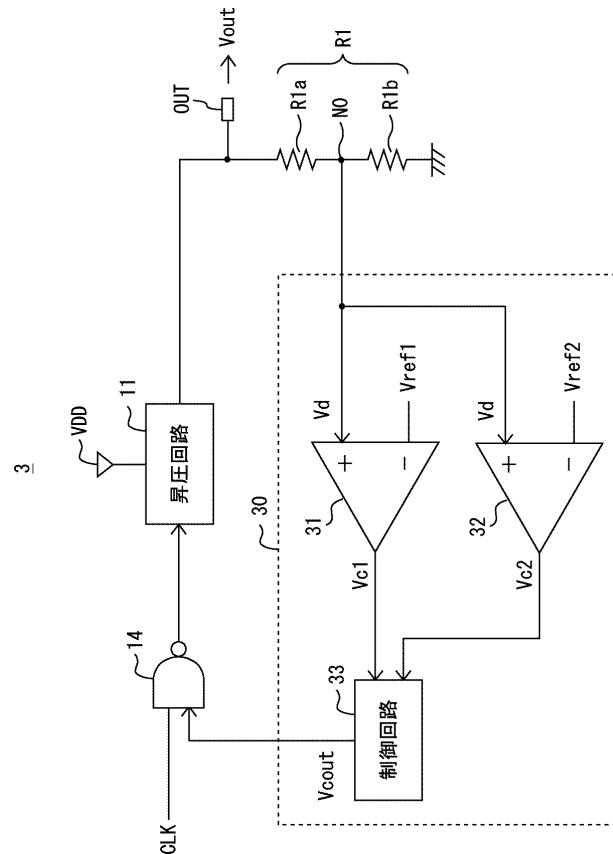 3
VDD
11
昇圧回路
OUT
Vout
14
CLK
R1a
R1
N0
R1b
30
Vcout
33
制御回路
Vc1
31
+
-
Vd
Vref1
Vc2
32
+
-
Vd
Vref2